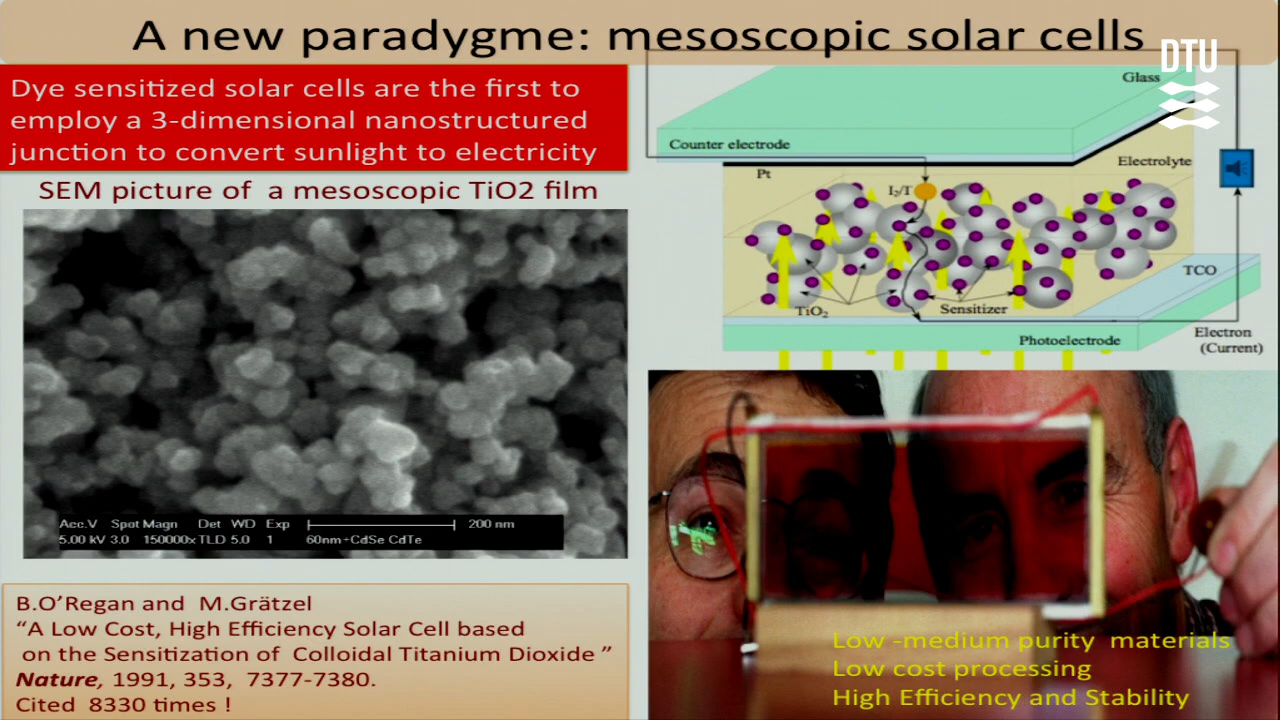 A new paradygme: mesoscopic solar cells
DTU
Dye sensitized solar cells are the first to
employ a 3-dimensional nanostructured
junction to convert sunlight to electricity
SEM picture of a mesoscopic TiO2 film
Acc.V Spot Magn Det WD Exp 200 nm
5.00 kV 3.0 150000x TLD 5.0 1 60nm-CdSe CdTe
B.O'Regan and M.Grätzel
“A Low Cost, High Efficiency Solar Cell based
on the Sensitization of Colloidal Titanium Dioxide ”
Nature, 1991, 353, 7377-7380.
Cited 8330 times !
Glass
Counter electrode
Electrolyte
Pt
I₂/I⁻
TCO
TiO₂
Sensitizer
Electron
(Current)
Photoelectrode
Low -medium purity materials
Low cost processing
High Efficiency and Stability